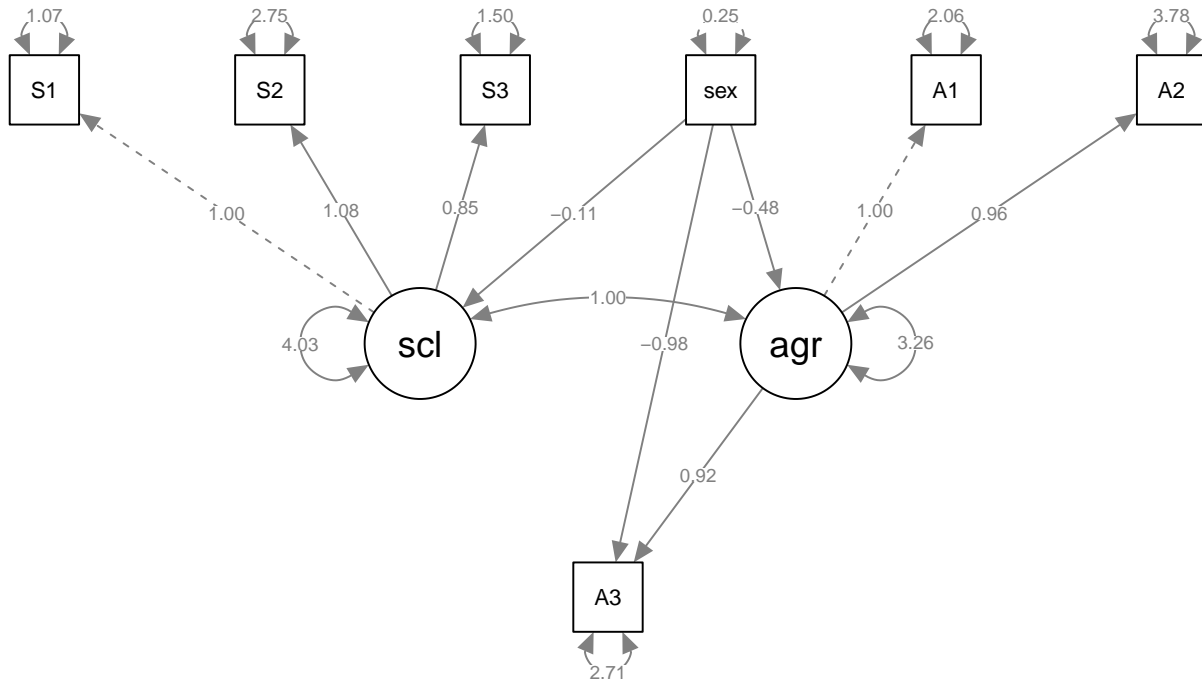 1.07 2.75 1.50 0.25 2.06 3.78
S1 S2 S3 sex A1 A2
1.00 1.08 0.85 −0.11 −0.48 1.00 0.96
1.00
4.03 scl −0.98 agr 3.26
0.92
A3
2.71